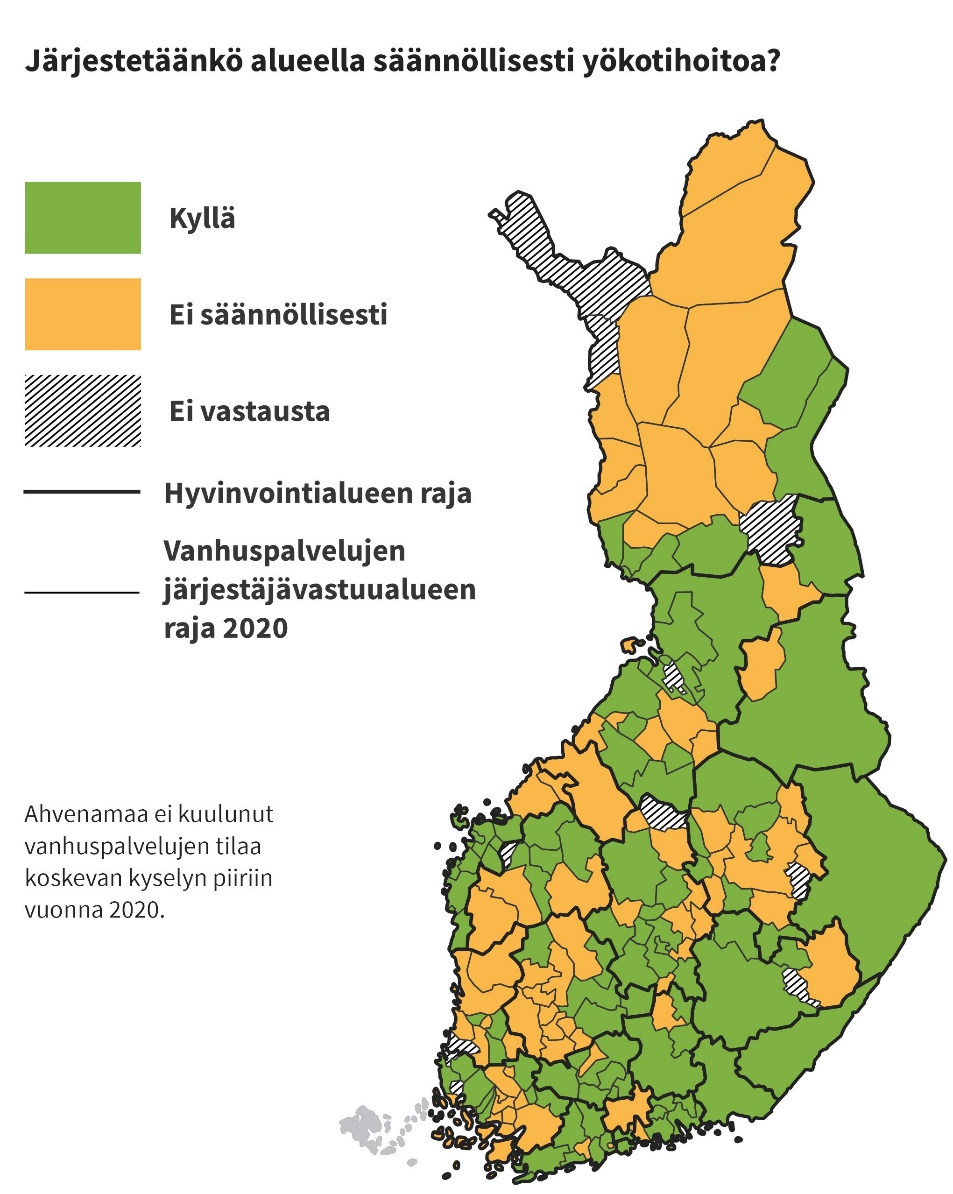 Järjestetäänkö alueella säännöllisesti yökotihoitoa?
Kyllä
Ei säännöllisesti
Ei vastausta
Hyvinvointialueen raja
Vanhuspalvelujen
järjestäjävastuualueen
raja 2020
Ahvenamaa ei kuulunut
vanhuspalvelujen tilaa
koskevan kyselyn piiriin
vuonna 2020.